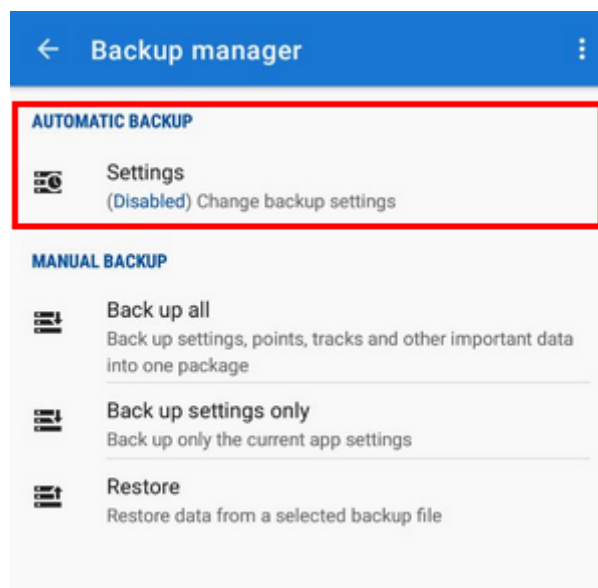 Backup manager
AUTOMATIC BACKUP
Settings
(Disabled) Change backup settings
MANUAL BACKUP
Back up all
Back up settings, points, tracks and other important data
into one package
Back up settings only
Back up only the current app settings
Restore
Restore data from a selected backup file